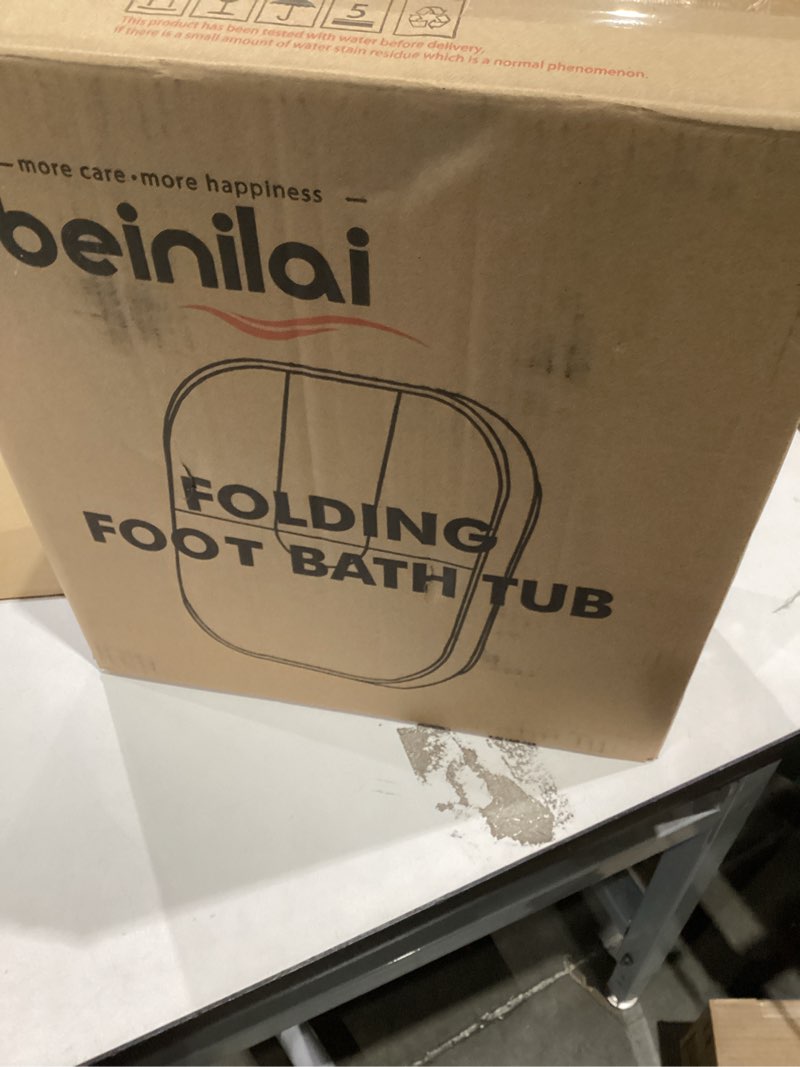 5
This product has been tested with water before delivery,
if there is a small amount of water stain residue which is a normal phenomenon.
—more care•more happiness —
beinilai
FOLDING
FOOT BATH TUB